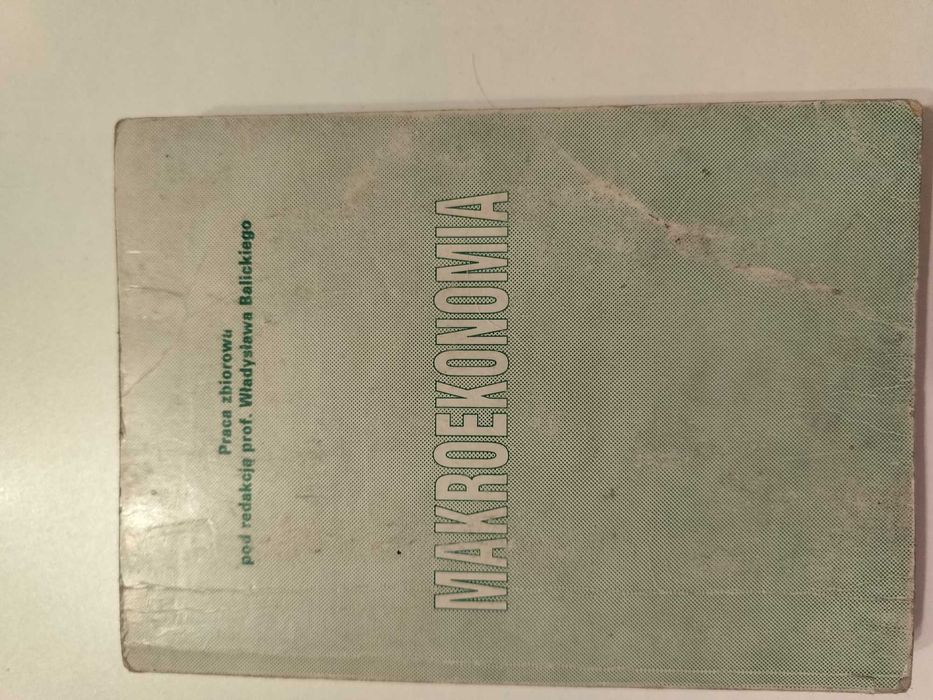 Praca zbiorowa
pod redakcją prof. Władysława Balickiego
MAKROEKONOMIA